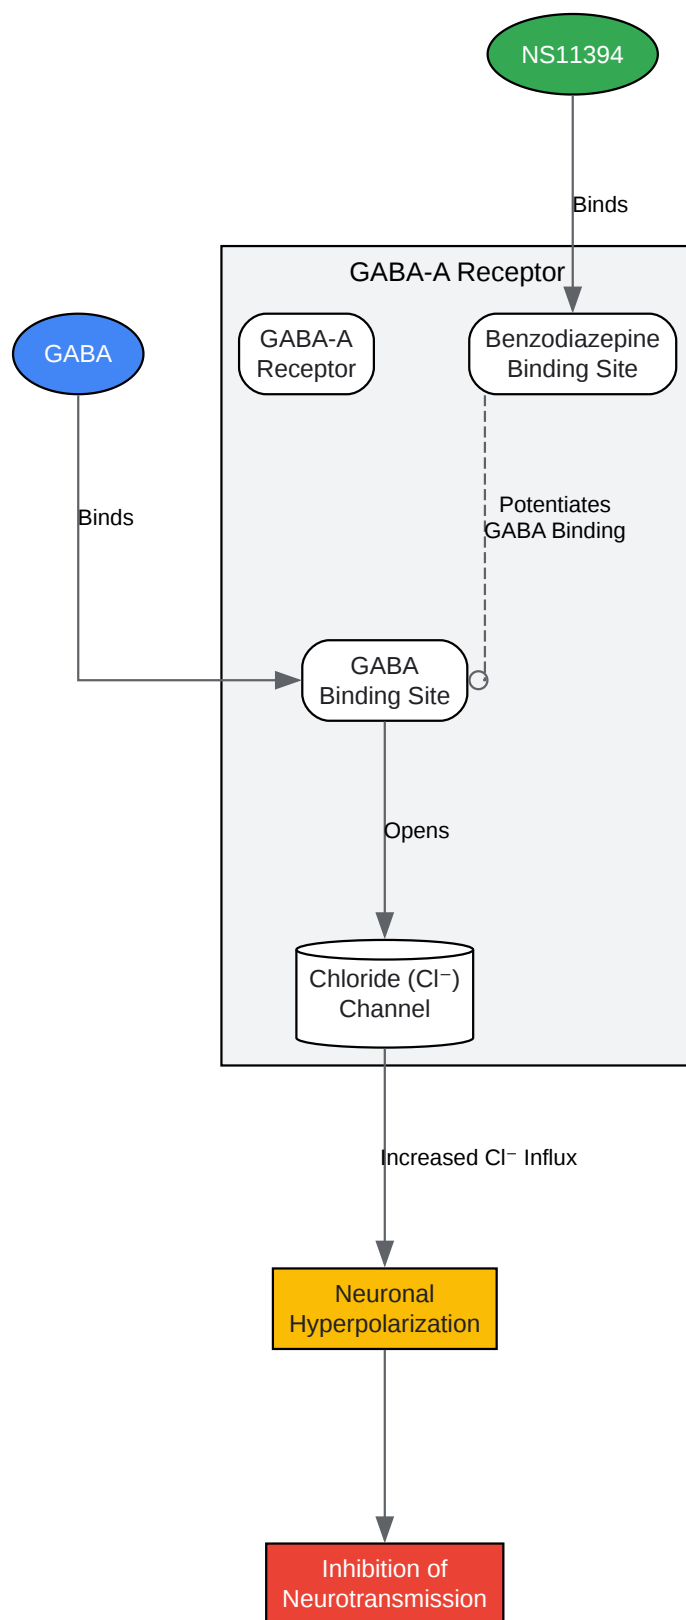 NS11394
Binds
GABA-A Receptor
GABA
GABA-A
Receptor
Benzodiazepine
Binding Site
Binds
Potentiates
GABA Binding
GABA
Binding Site
Opens
Chloride (Cl⁻)
Channel
Increased Cl⁻ Influx
Neuronal
Hyperpolarization
Inhibition of
Neurotransmission